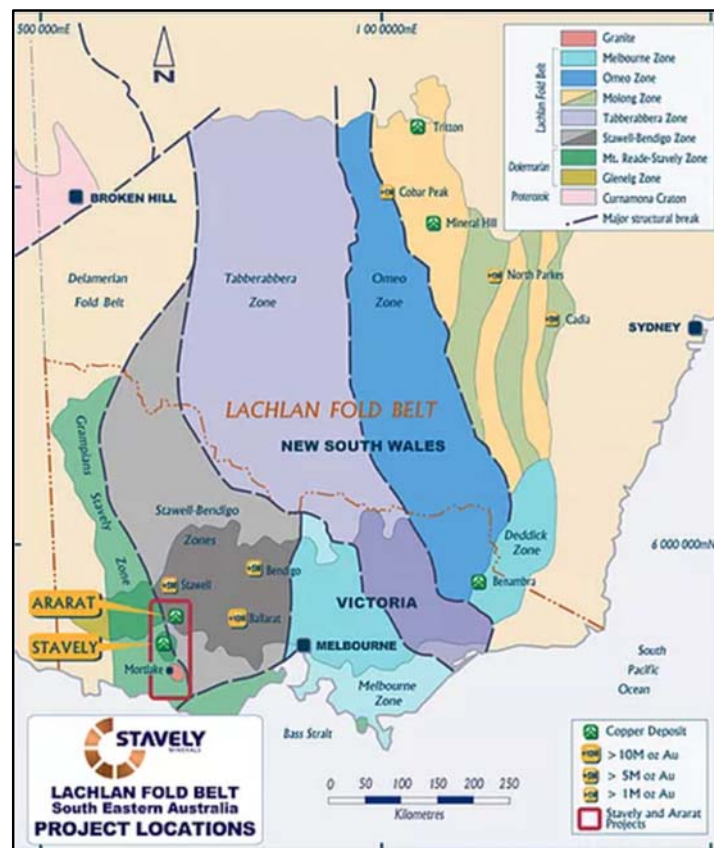 500 000mE
1 00 0000mE
N
Granite
Melbourne Zone
Omeo Zone
Molong Zone
Tabberabbera Zone
Stawell-Bendigo Zone
Mt. Reade-Stavely Zone
Glenelg Zone
Curnamona Craton
Major structural break
Lachlan Fold Belt
Proterozoic
Tritton
Cobar Peak
Mineral Hill
North Parkes
Cadia
BROKEN HILL
SYDNEY
Delamerian
Fold Belt
Tabberabbera
Zone
Omeo
Zone
LACHLAN FOLD BELT
NEW SOUTH WALES
Grampians
Stavely
Zone
Stawell-Bendigo
Zones
Deddick
Zone
6 000 000mN
Stawell
Bendigo
Benambra
ARARAT
STAVELY
Ballarat
VICTORIA
MELBOURNE
Mortlake
Melbourne
Zone
South
Pacific
Ocean
Bass Strait
STAVELY
MINERALS
LACHLAN FOLD BELT
South Eastern Australia
PROJECT LOCATIONS
0 50 100 150 200 250
Kilometres
Copper Deposit
>10M oz Au
> 5M oz Au
> 1M oz Au
Stavely and Ararat
Projects